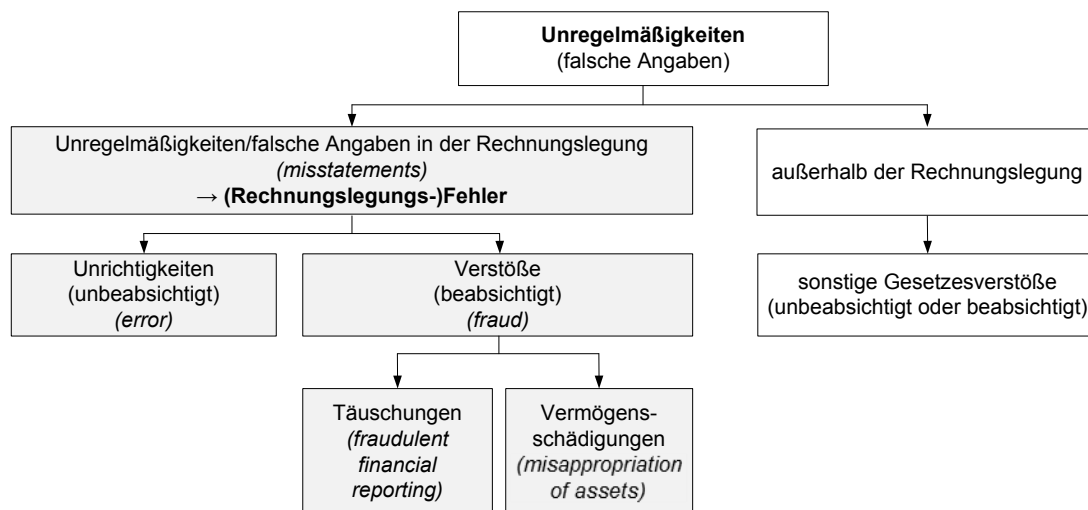 Unregelmäßigkeiten
(falsche Angaben)
Unregelmäßigkeiten/falsche Angaben in der Rechnungslegung
(misstatements)
→ (Rechnungslegungs-)Fehler
außerhalb der Rechnungslegung
Unrichtigkeiten
(unbeabsichtigt)
(error)
Verstöße
(beabsichtigt)
(fraud)
sonstige Gesetzesverstöße
(unbeabsichtigt oder beabsichtigt)
Täuschungen
(fraudulent
financial
reporting)
Vermögens-
schädigungen
(misappropriation
of assets)